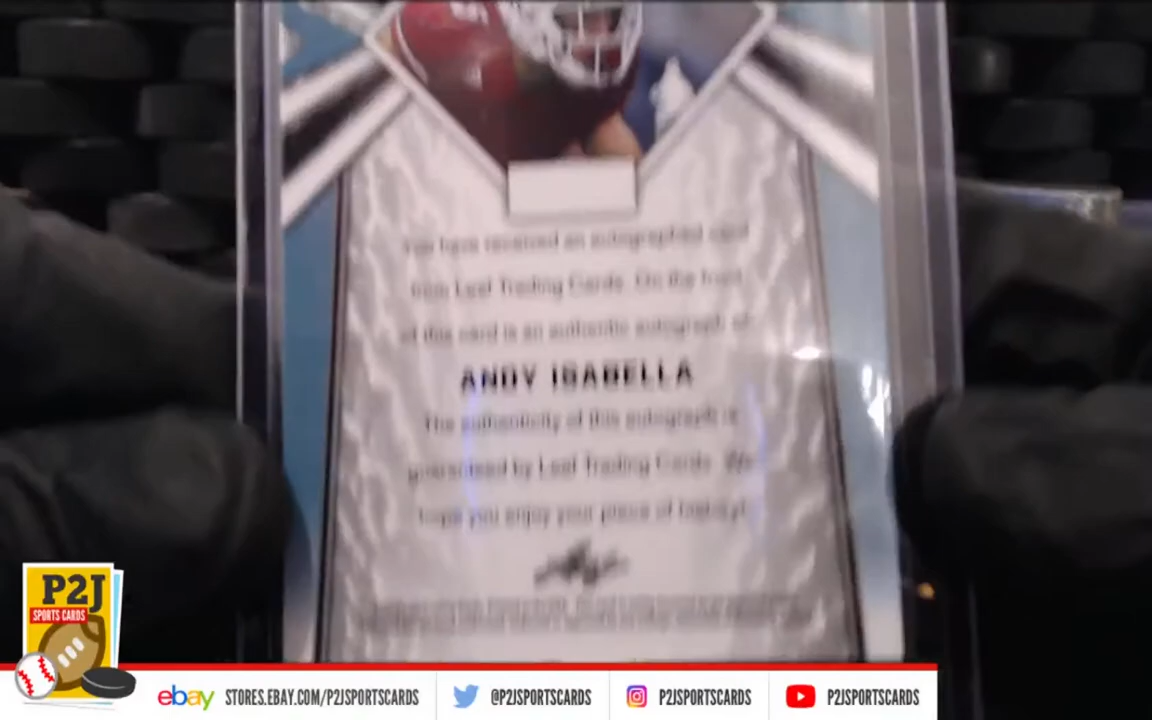 You have received an autographed card
from Leaf Trading Cards. On the front
of this card is an authentic autograph of:
ANDY ISABELLA
The authenticity of this autograph is
guaranteed by Leaf Trading Cards. We
hope you enjoy your piece of history!
P2J
SPORTS CARDS
ebay STORES.EBAY.COM/P2JSPORTSCARDS
@P2JSPORTSCARDS
P2JSPORTSCARDS
P2JSPORTSCARDS